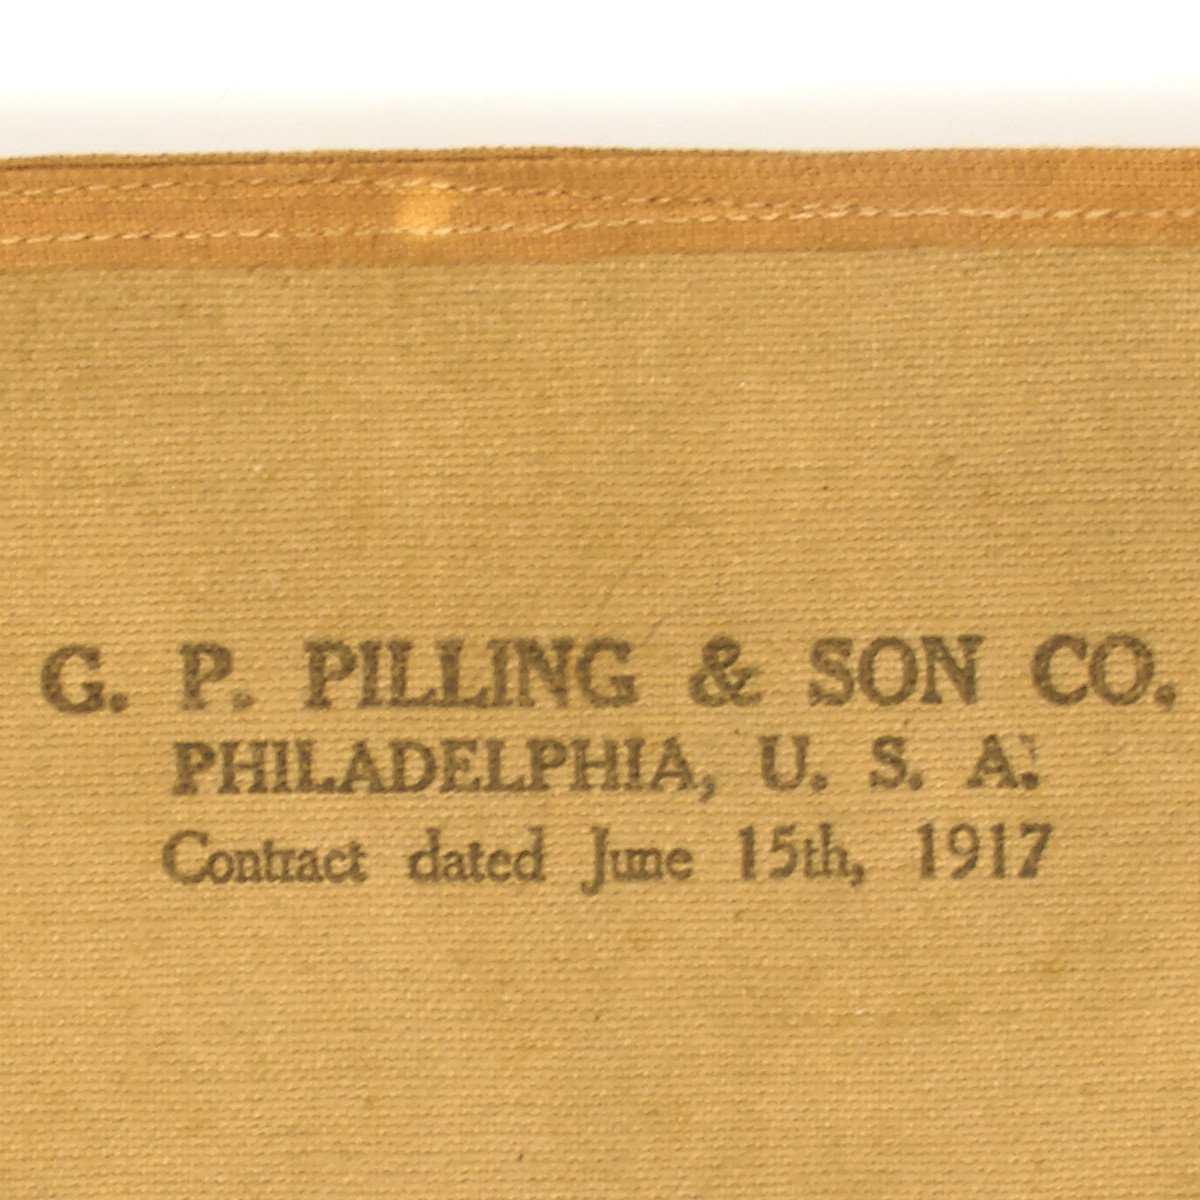 G. P. PILLING & SON CO.
PHILADELPHIA, U. S. A.
Contract dated June 15th, 1917